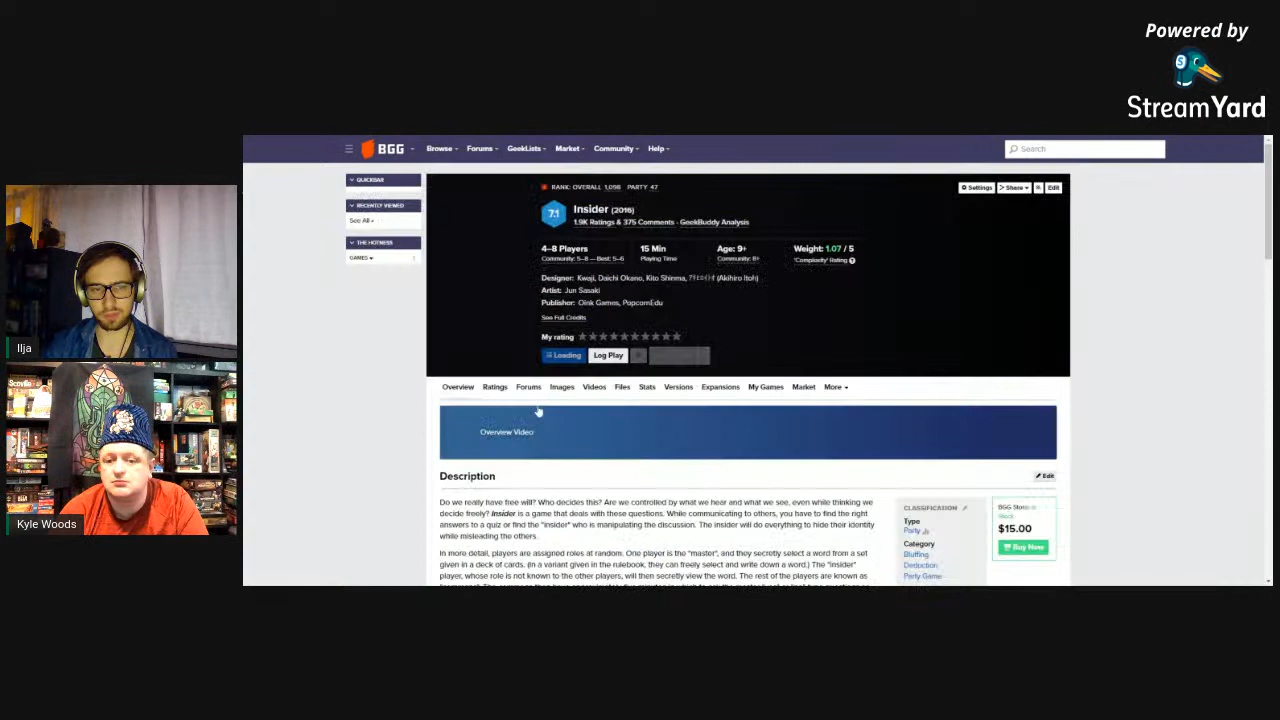 Powered by
StreamYard
BGG
Browse
Forums
GeekLists
Market
Community
Help
Search
QUICKBAR
RECENTLY VIEWED
See All
THE HOTNESS
GAMES
RANK: OVERALL 1,098 PARTY 47
Settings
Share
Edit
7.1
Insider (2016)
1.9K Ratings & 375 Comments · GeekBuddy Analysis
4–8 Players
Community: 5–8 — Best: 5–6
15 Min
Playing Time
Age: 9+
Community: 8+
Weight: 1.07 / 5
'Complexity' Rating
Designer: Kwaji, Daichi Okano, Kito Shinma, (Akihiro Itoh)
Artist: Jun Sasaki
Publisher: Oink Games, PopcornEdu
See Full Credits
My rating
Loading
Log Play
Overview Ratings Forums Images Videos Files Stats Versions Expansions My Games Market More
Overview Video
Description
Edit
Do we really have free will? Who decides this? Are we controlled by what we hear and what we see, even while thinking we
decide freely? Insider is a game that deals with these questions. While communicating to others, you have to find the right
answers to a quiz or find the "insider" who is manipulating the discussion. The insider will do everything to hide their identity
while misleading the others.
In more detail, players are assigned roles at random. One player is the "master", and they secretly select a word from a set
given in a deck of cards. (In a variant given in the rulebook, they can freely select and write down a word.) The "insider"
player, whose role is not known to the other players, will then secretly view the word. The rest of the players are known as
CLASSIFICATION
Type
Party
Category
Bluffing
Deduction
Party Game
BGG Store
$15.00
Buy Now
Ilja
Scoville
Kyle Woods